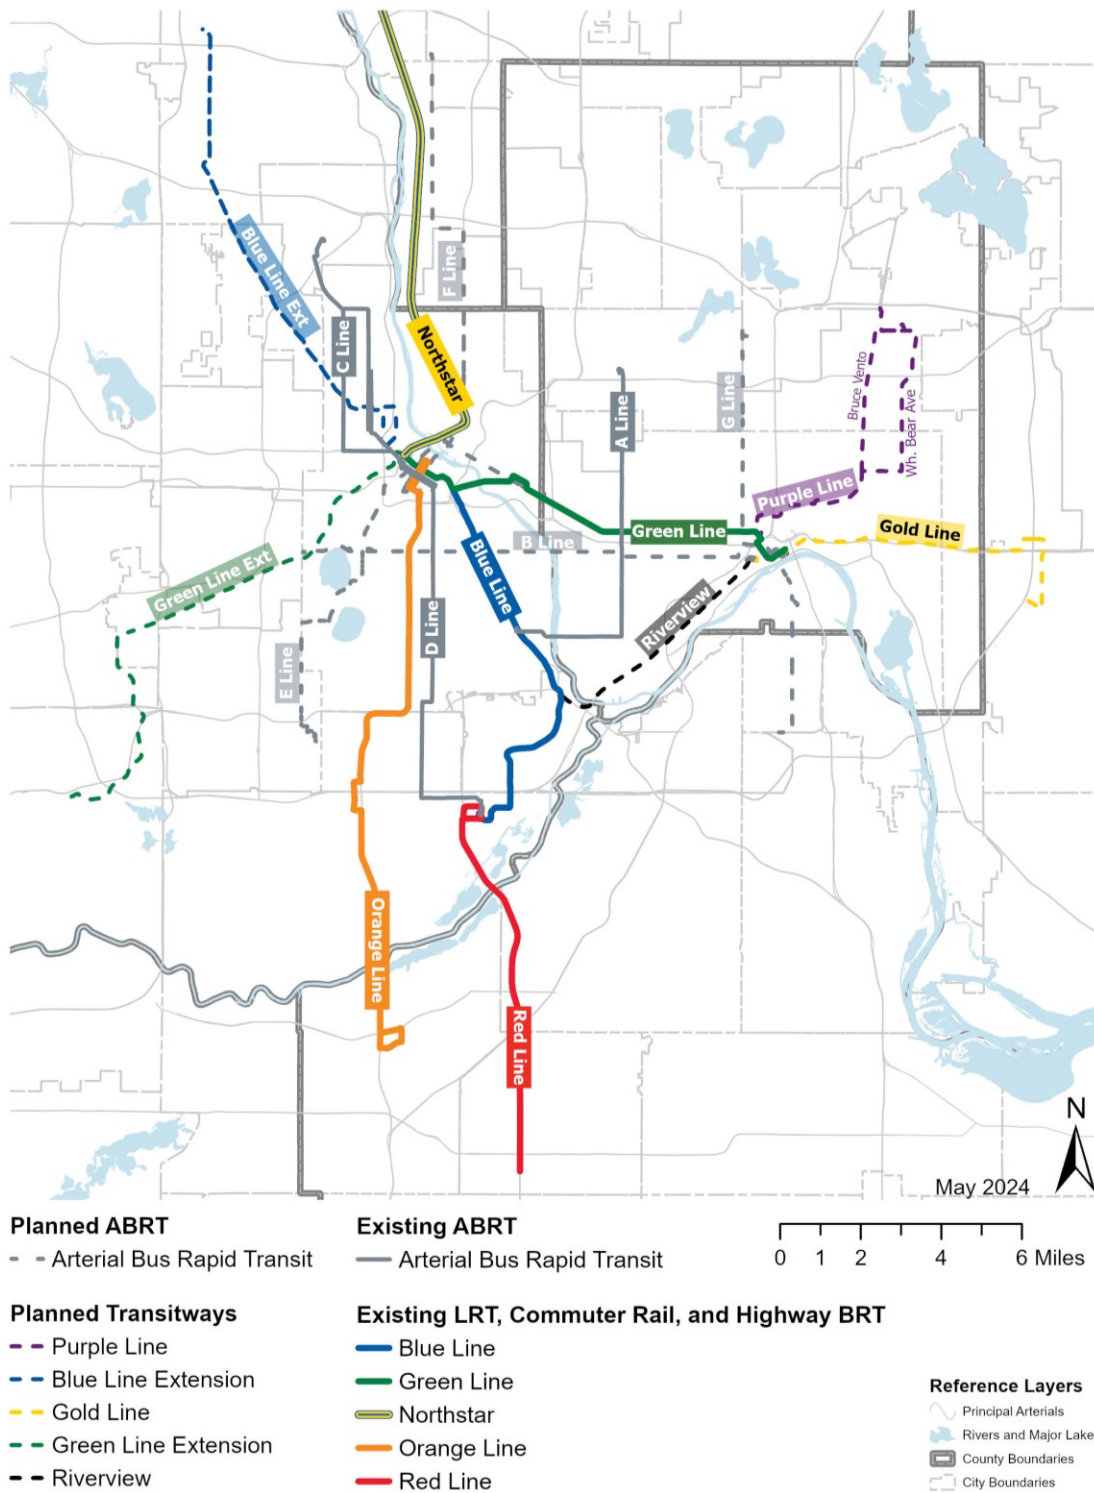 Blue Line Ext
F Line
C Line
Northstar
A Line
G Line
Bruce Vento
Wh. Bear Ave
Purple Line
Gold Line
Green Line
B Line
Blue Line
Green Line Ext
Riverview
D Line
E Line
Orange Line
Red Line
N
May 2024
Planned ABRT
Arterial Bus Rapid Transit
Existing ABRT
Arterial Bus Rapid Transit
0 1 2 4 6 Miles
Planned Transitways
Purple Line
Blue Line Extension
Gold Line
Green Line Extension
Riverview
Existing LRT, Commuter Rail, and Highway BRT
Blue Line
Green Line
Northstar
Orange Line
Red Line
Reference Layers
Principal Arterials
Rivers and Major Lake
County Boundaries
City Boundaries